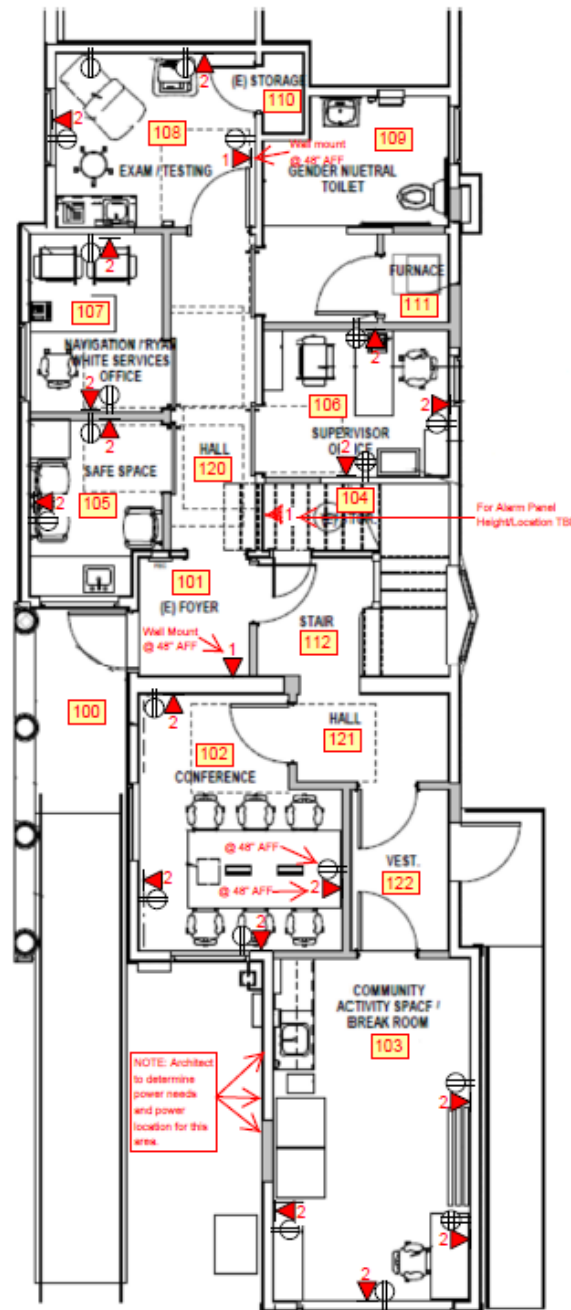 2
2
(E) STORAGE
110
2
108
109
1
Wall mount
@ 48" AFF
EXAM / TESTING
GENDER NUETRAL
TOILET
2
FURNACE
107
111
2
NAVIGATION / RYAN
WHITE SERVICES
OFFICE
106
2
2
SUPERVISOR
2
2
HALL
SAFE SPACE
120
2
104
105
1
For Alarm Panel
Height/Location
101
(E) FOYER
STAIR
112
Wall Mount
@ 48" AFF
1
100
2
HALL
121
102
CONFERENCE
@ 48" AFF
VEST.
2
@ 48" AFF
2
122
2
COMMUNITY
ACTIVITY SPACE /
BREAK ROOM
103
NOTE: Architect
to determine
power needs
and power
location for this
area.
2
2
2
2